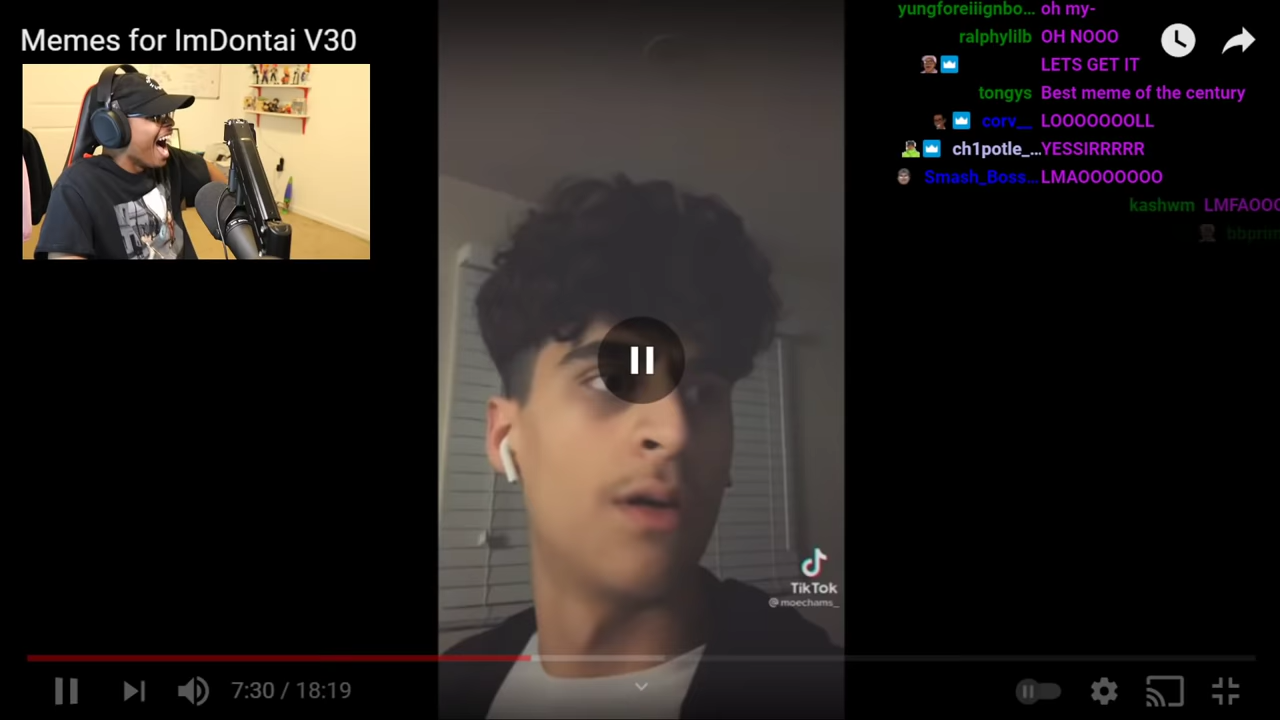 Memes for ImDontai V30
yungforeiiignbo... oh my-
ralphylilb OH NOOO
LETS GET IT
tongys Best meme of the century
corv__ LOOOOOOOLL
ch1potle_... YESSIRRRRR
Smash_Boss... LMAOOOOOOO
kashwm LMFAOOO
TikTok
@moechams_
7:30 / 18:19